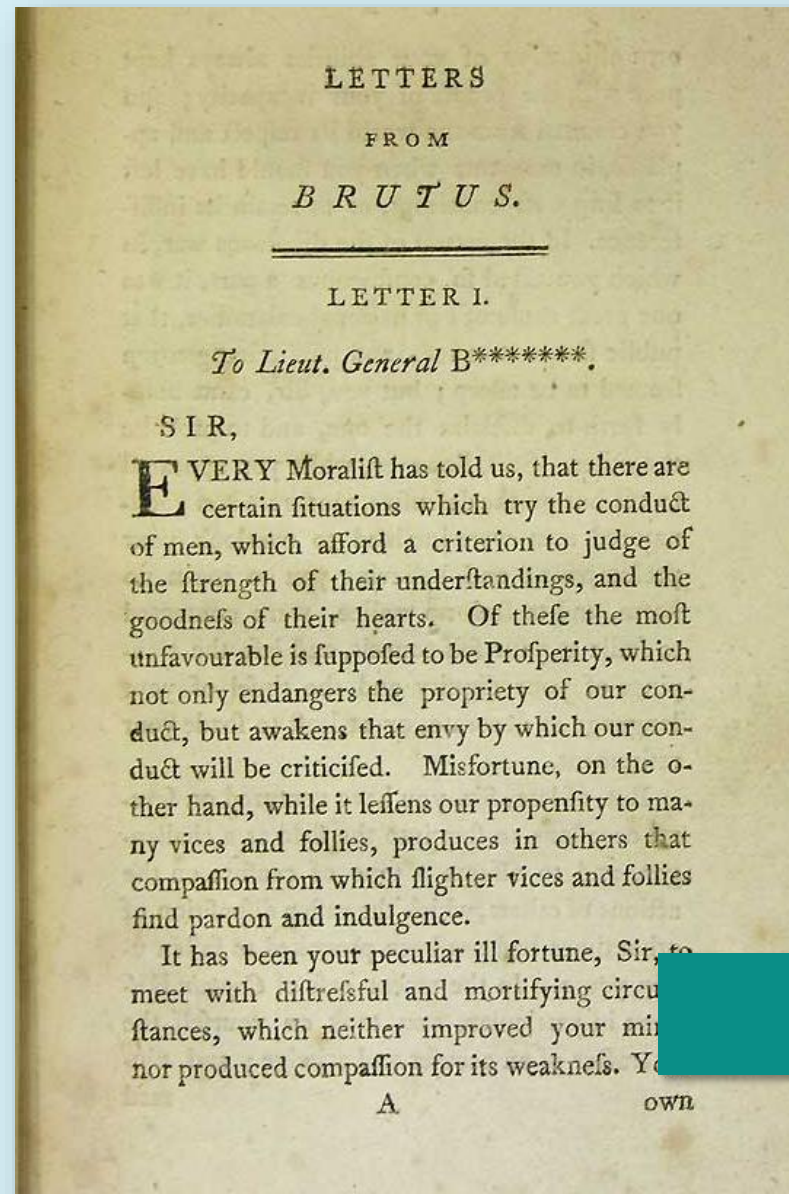 LETTERS
FROM
BRUTUS.
LETTER I.
To Lieut. General B*******.
SIR,
EVERY Moraliſt has told us, that there are
certain ſituations which try the conduct
of men, which afford a criterion to judge of
the ſtrength of their underſtandings, and the
goodneſs of their hearts. Of theſe the moſt
unfavourable is ſuppoſed to be Proſperity, which
not only endangers the propriety of our con-
duct, but awakens that envy by which our con-
duct will be criticiſed. Misfortune, on the o-
ther hand, while it leſſens our propenſity to ma-
ny vices and follies, produces in others that
compaſſion from which ſlighter vices and follies
find pardon and indulgence.
It has been your peculiar ill fortune, Sir, to
meet with diſtreſsful and mortifying circu
ſtances, which neither improved your
nor produced compaſſion for its weakneſs.
A own